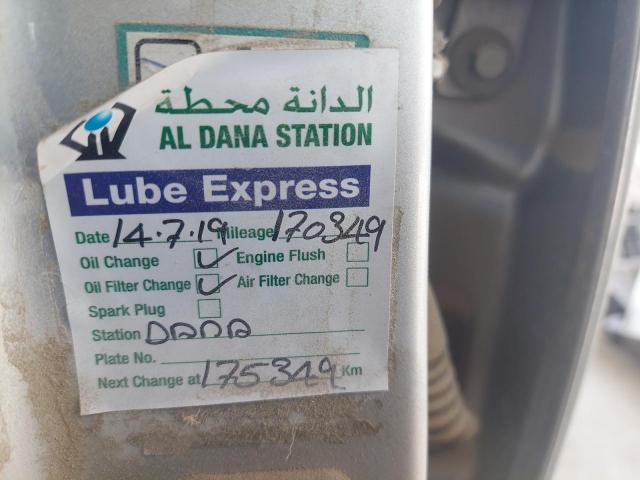 الدانة محطة
AL DANA STATION
Lube Express
Date 14.7.19 Mileage 170349
Oil Change ✓ Engine Flush
Oil Filter Change ✓ Air Filter Change
Spark Plug
Station DANA
Plate No.
Next Change at 175349 Km